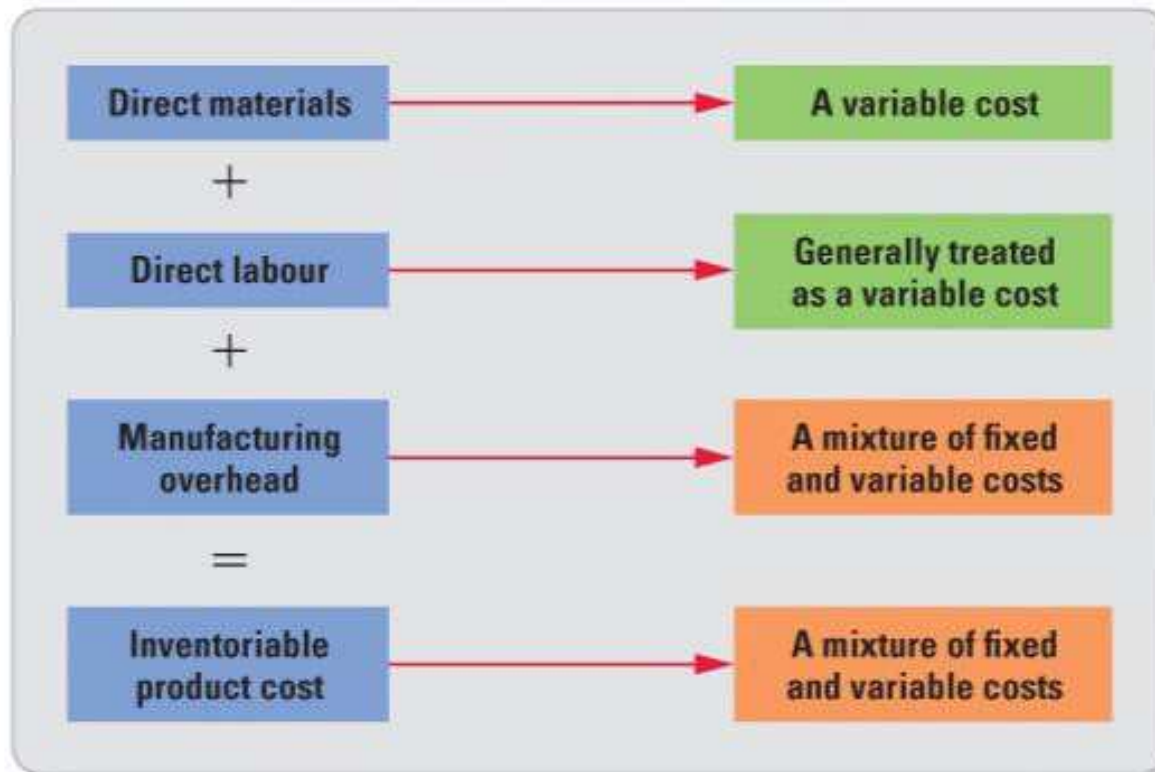 Direct materials
A variable cost
+
Direct labour
Generally treated
as a variable cost
+
Manufacturing
overhead
A mixture of fixed
and variable costs
=
Inventoriable
product cost
A mixture of fixed
and variable costs